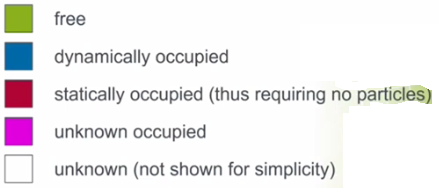 free
dynamically occupied
statically occupied (thus requiring no particles)
unknown occupied
unknown (not shown for simplicity)